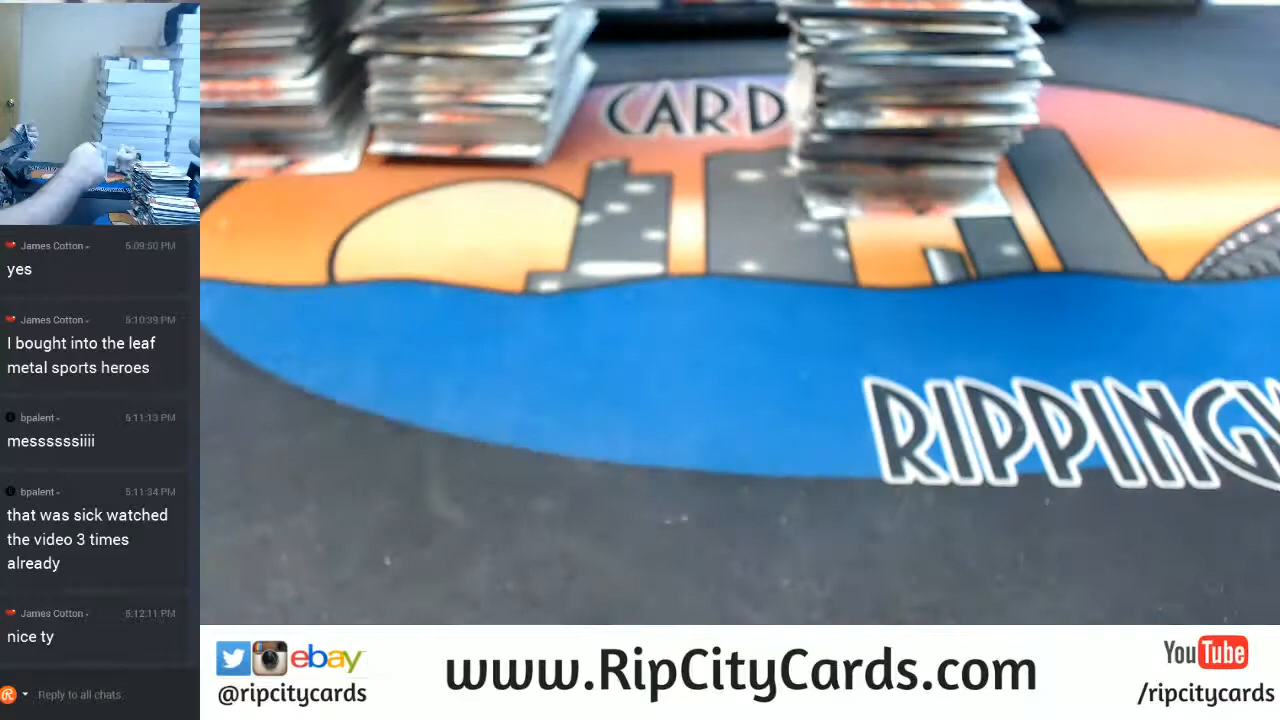 CARD
RIPPING
James Cotton 5:09:50 PM
yes
James Cotton 5:10:39 PM
I bought into the leaf
metal sports heroes
bpalent 5:11:13 PM
messssssiiii
bpalent 5:11:34 PM
that was sick watched
the video 3 times
already
James Cotton 5:12:11 PM
nice ty
Reply to all chats.
ebay
@ripcitycards
www.RipCityCards.com
YouTube
/ripcitycards